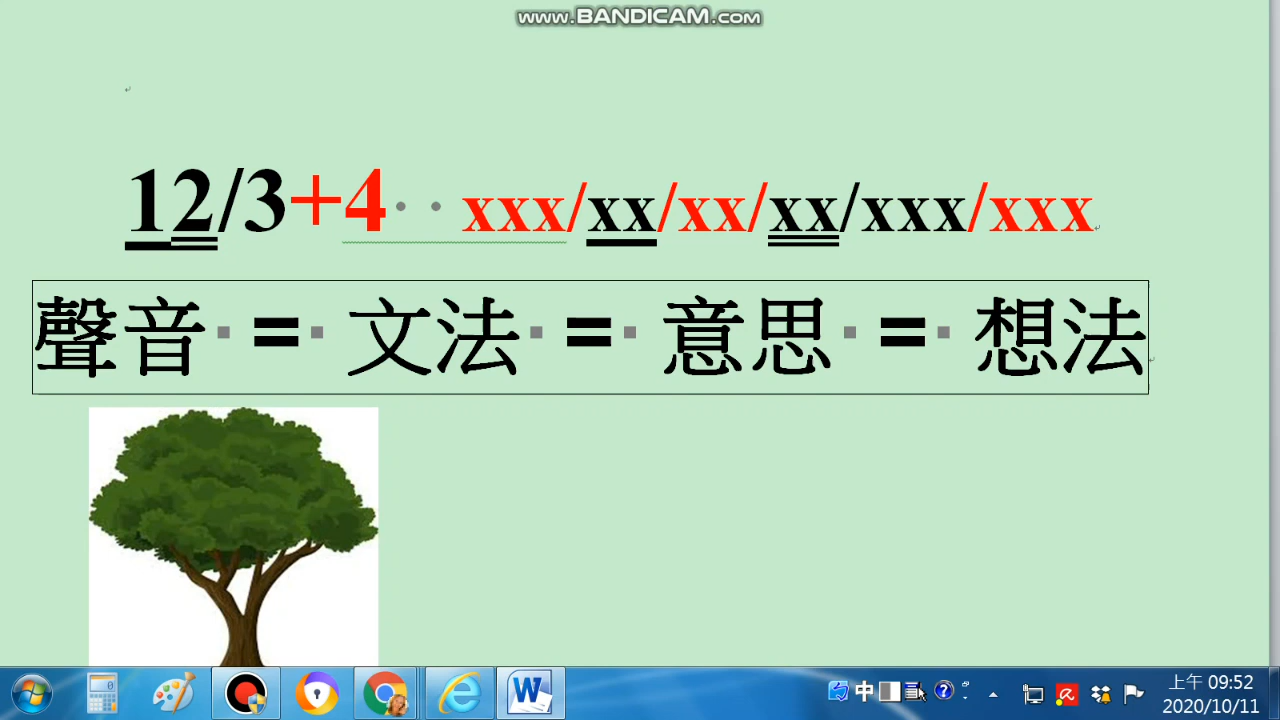 www.BANDICAM.com
12/3+4 xxx/xx/xx/xx/xxx/xxx
聲音 = 文法 = 意思 = 想法
中
上午 09:52
2020/10/11